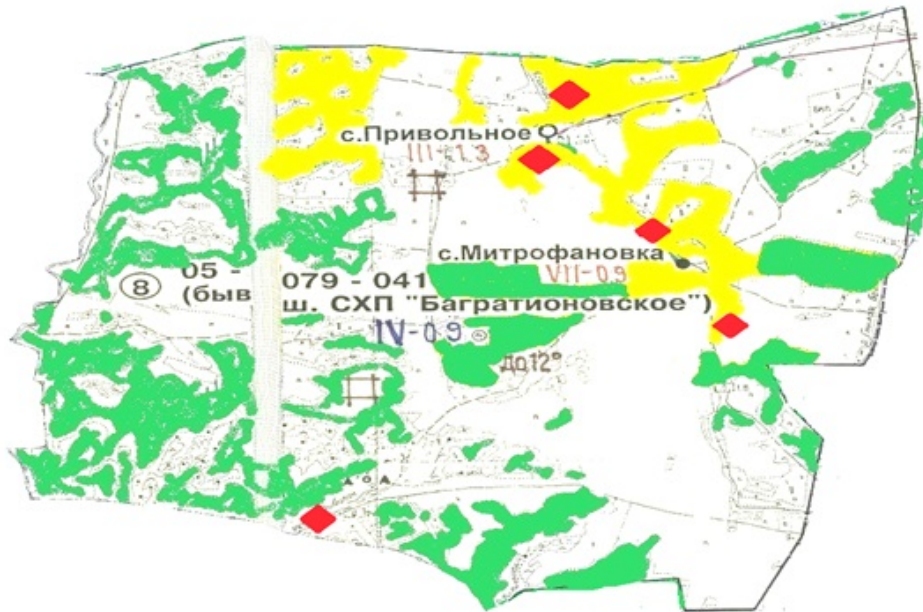 с.Привольное
III-1.3
с.Митрофановка
VII-0.9
8
05 - 079 - 041
(быв ш. СХП "Багратионовское")
IV-0.9
До12°